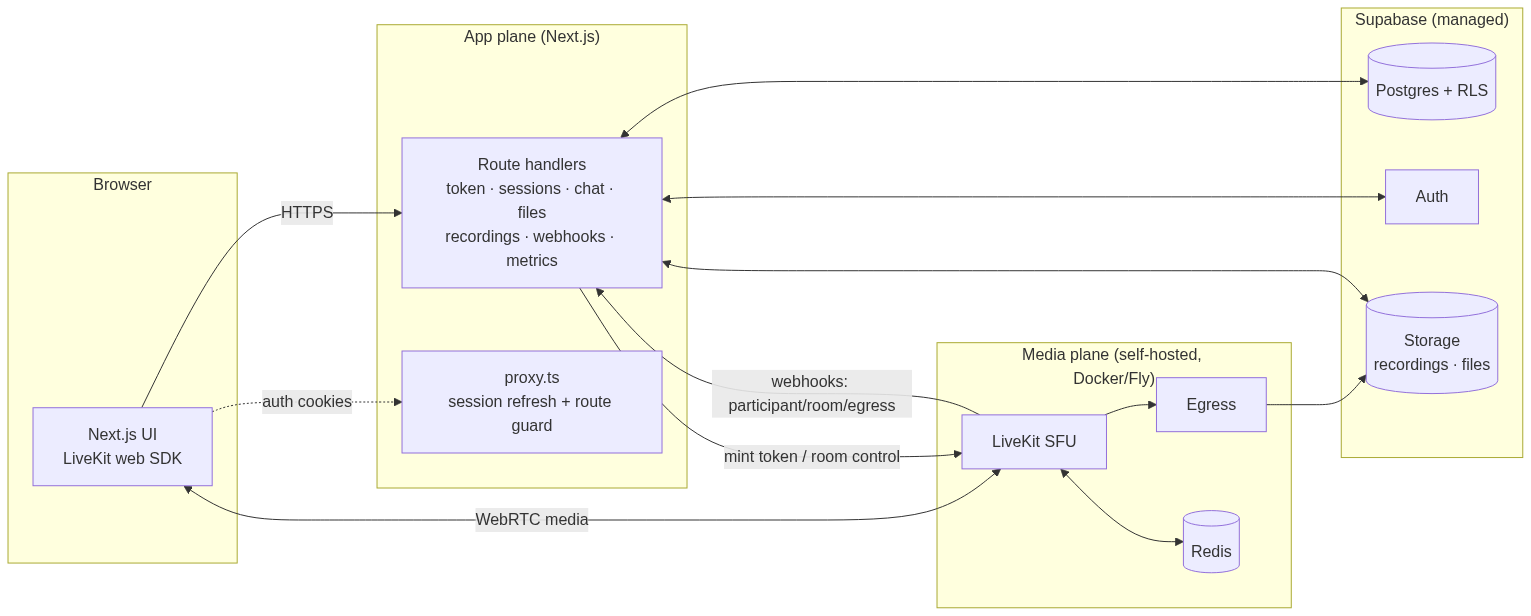 Browser
Next.js UI
LiveKit web SDK
HTTPS
auth cookies
App plane (Next.js)
Route handlers
token · sessions · chat ·
files
recordings · webhooks ·
metrics
proxy.ts
session refresh + route
guard
webhooks:
participant/room/egress
mint token / room control
WebRTC media
Media plane (self-hosted,
Docker/Fly)
LiveKit SFU
Egress
Redis
Supabase (managed)
Postgres + RLS
Auth
Storage
recordings · files